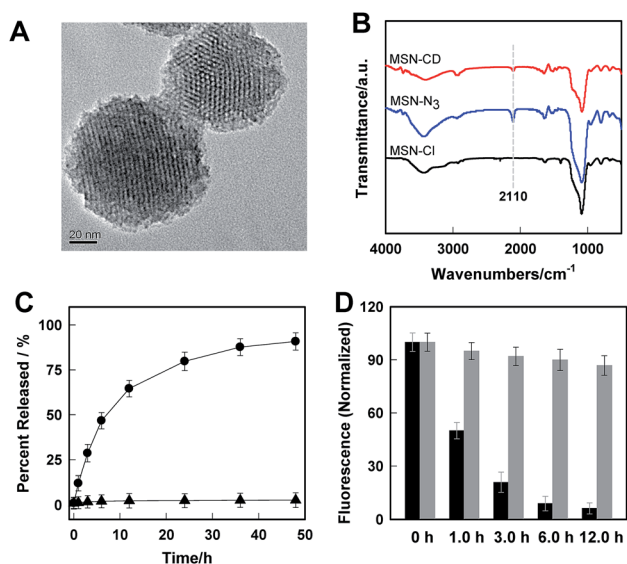 A
20 nm
B
Transmittance/a.u.
MSN-CD
MSN-N₃
MSN-Cl
2110
4000 3000 2000 1000
Wavenumbers/cm⁻¹
C
Percent Released / %
100
75
50
25
0
0 10 20 30 40 50
Time/h
D
Fluorescence (Normalized)
120
90
60
30
0
0 h 1.0 h 3.0 h 6.0 h 12.0 h